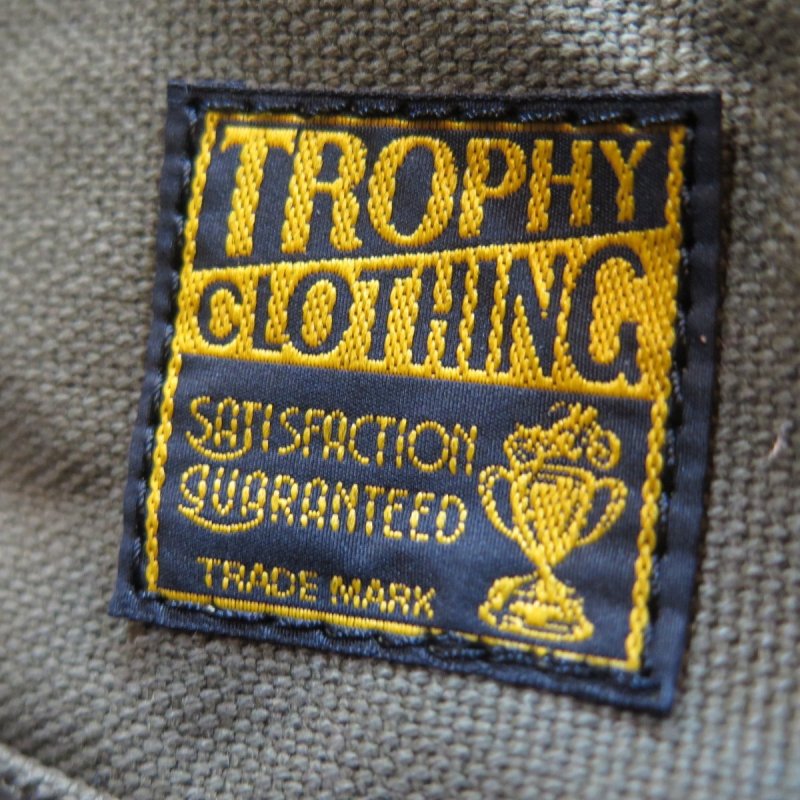 TROPHY
CLOTHING
SATISFACTION
GUARANTEED
TRADE MARK